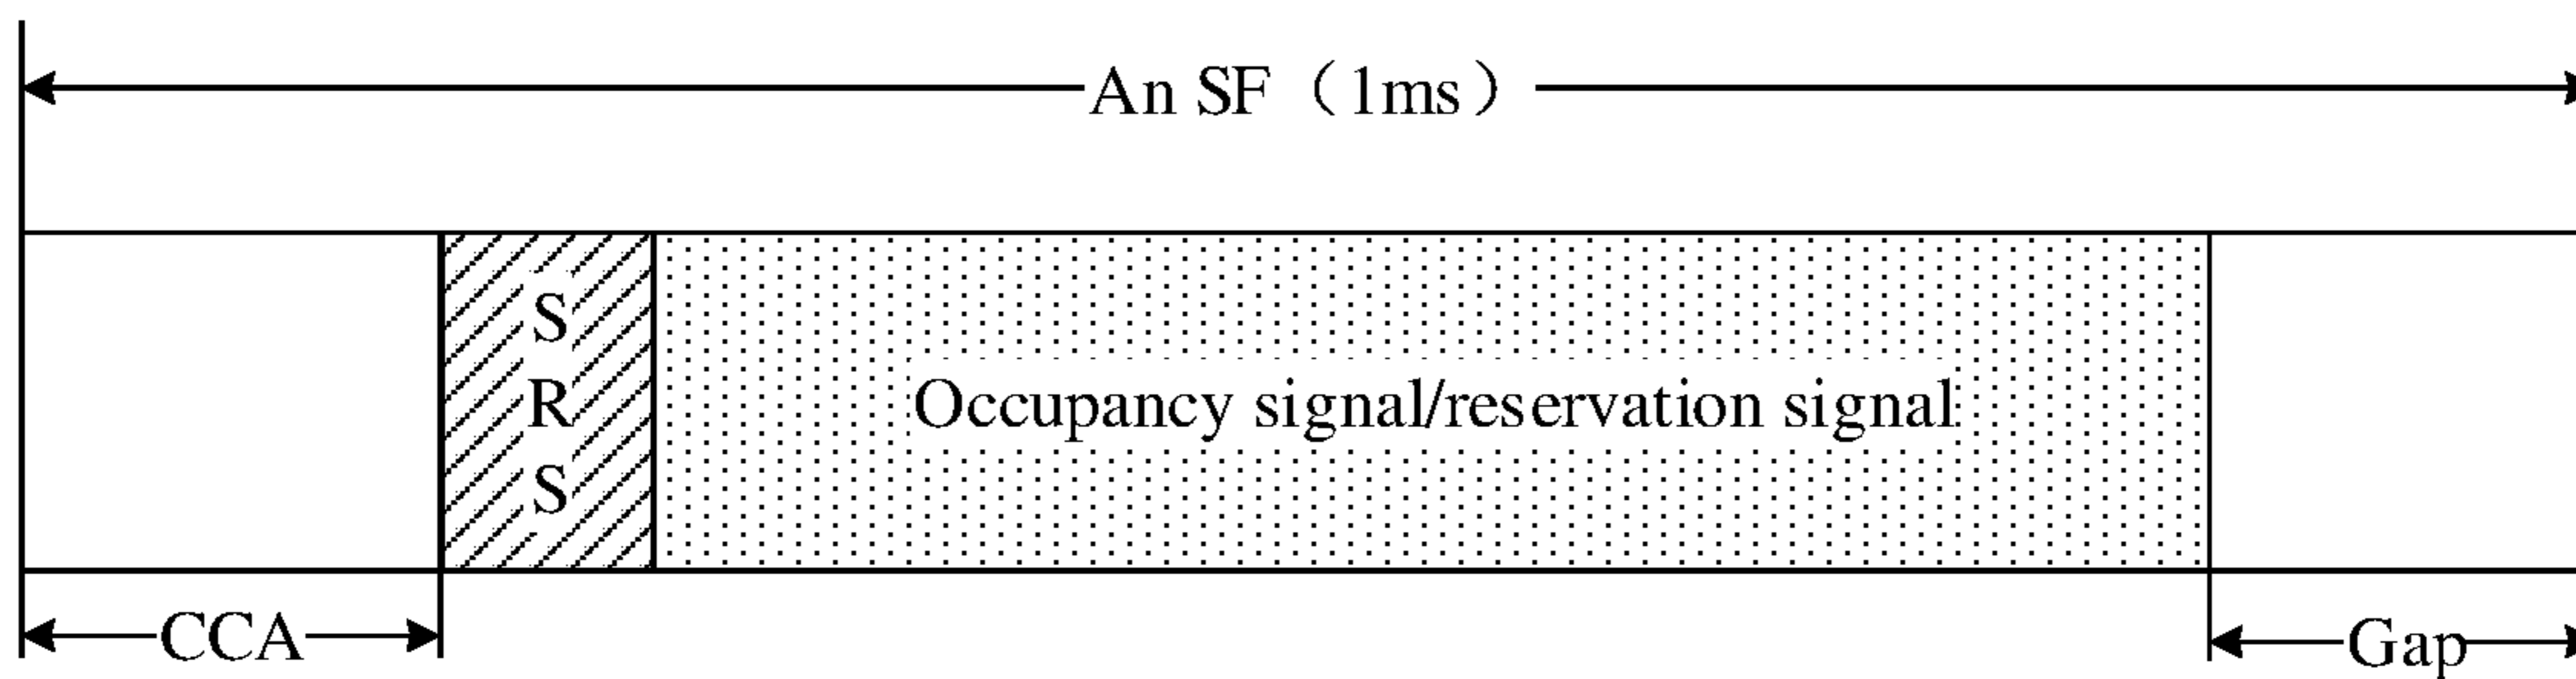 An SF（1ms）
S
R
S
Occupancy signal/reservation signal
CCA
Gap